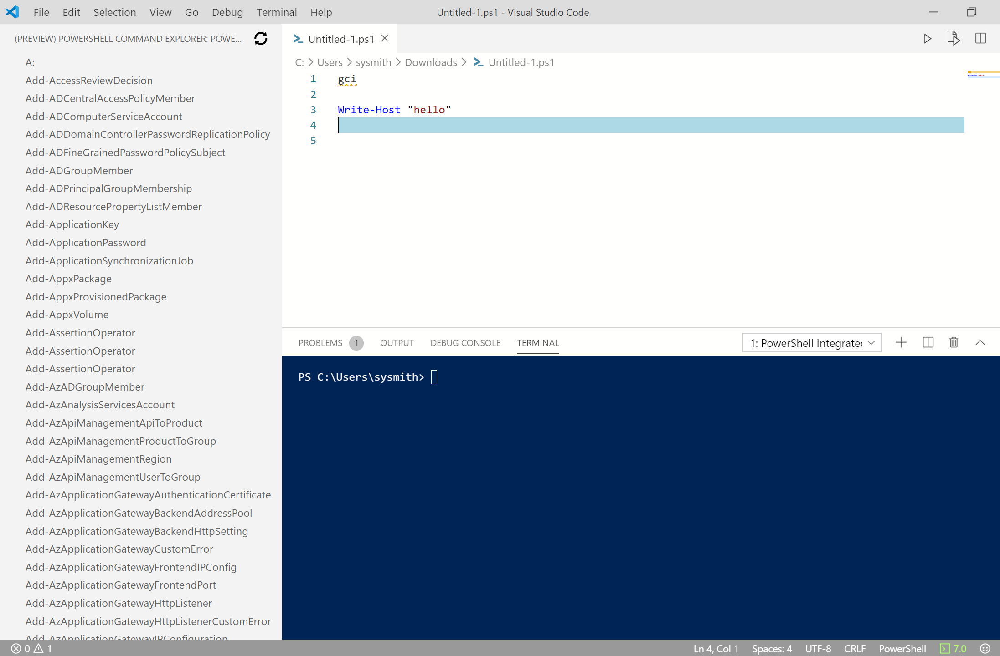 File Edit Selection View Go Debug Terminal Help Untitled-1.ps1 - Visual Studio Code
(PREVIEW) POWERSHELL COMMAND EXPLORER: POWE...
A:
Add-AccessReviewDecision
Add-ADCentralAccessPolicyMember
Add-ADComputerServiceAccount
Add-ADDomainControllerPasswordReplicationPolicy
Add-ADFineGrainedPasswordPolicySubject
Add-ADGroupMember
Add-ADPrincipalGroupMembership
Add-ADResourcePropertyListMember
Add-ApplicationKey
Add-ApplicationPassword
Add-ApplicationSynchronizationJob
Add-AppxPackage
Add-AppxProvisionedPackage
Add-AppxVolume
Add-AssertionOperator
Add-AssertionOperator
Add-AssertionOperator
Add-AzADGroupMember
Add-AzAnalysisServicesAccount
Add-AzApiManagementApiToProduct
Add-AzApiManagementProductToGroup
Add-AzApiManagementRegion
Add-AzApiManagementUserToGroup
Add-AzApplicationGatewayAuthenticationCertificate
Add-AzApplicationGatewayBackendAddressPool
Add-AzApplicationGatewayBackendHttpSetting
Add-AzApplicationGatewayCustomError
Add-AzApplicationGatewayFrontendIPConfig
Add-AzApplicationGatewayFrontendPort
Add-AzApplicationGatewayHttpListener
Add-AzApplicationGatewayHttpListenerCustomError
Add-AzApplicationGatewayIPConfiguration
Untitled-1.ps1
C: > Users > sysmith > Downloads > Untitled-1.ps1
1 gci
2
3 Write-Host "hello"
4
5
PROBLEMS 1 OUTPUT DEBUG CONSOLE TERMINAL 1: PowerShell Integrated
PS C:\Users\sysmith>
0 1 Ln 4, Col 1 Spaces: 4 UTF-8 CRLF PowerShell 7.0